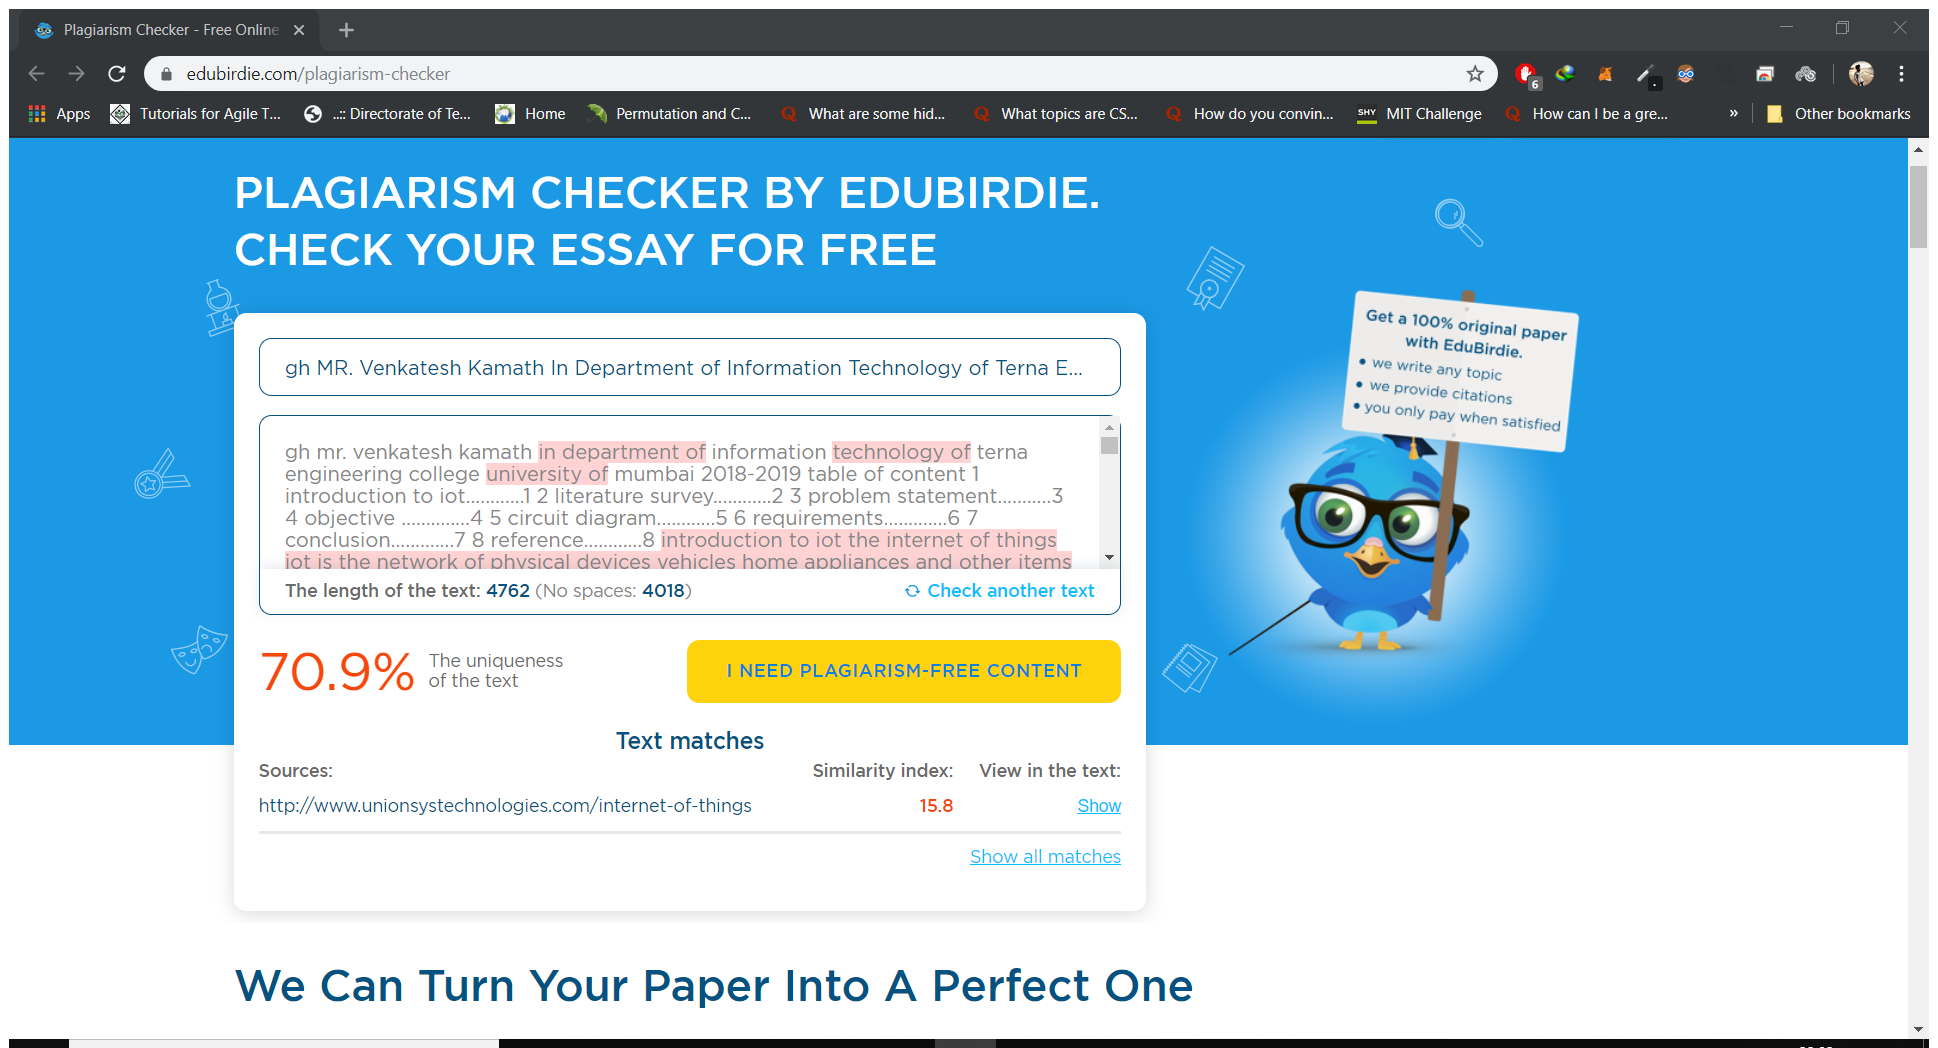 Plagiarism Checker - Free Online
edubirdie.com/plagiarism-checker
6
Apps
Tutorials for Agile T...
..:: Directorate of Te...
Home
Permutation and C...
What are some hid...
What topics are CS...
How do you convin...
SHY
MIT Challenge
How can I be a gre...
»
Other bookmarks
PLAGIARISM CHECKER BY EDUBIRDIE.
CHECK YOUR ESSAY FOR FREE
Get a 100% original paper
with EduBirdie.
• we write any topic
• we provide citations
• you only pay when satisfied
gh MR. Venkatesh Kamath In Department of Information Technology of Terna E...
gh mr. venkatesh kamath in department of information technology of terna
engineering college university of mumbai 2018-2019 table of content 1
introduction to iot............1 2 literature survey............2 3 problem statement...........3
4 objective ..............4 5 circuit diagram............5 6 requirements.............6 7
conclusion.............7 8 reference............8 introduction to iot the internet of things
iot is the network of physical devices vehicles home appliances and other items
The length of the text: 4762 (No spaces: 4018)
Check another text
70.9%
The uniqueness
of the text
I NEED PLAGIARISM-FREE CONTENT
Text matches
Sources:
Similarity index:
View in the text:
http://www.unionsystechnologies.com/internet-of-things
15.8
Show
Show all matches
We Can Turn Your Paper Into A Perfect One